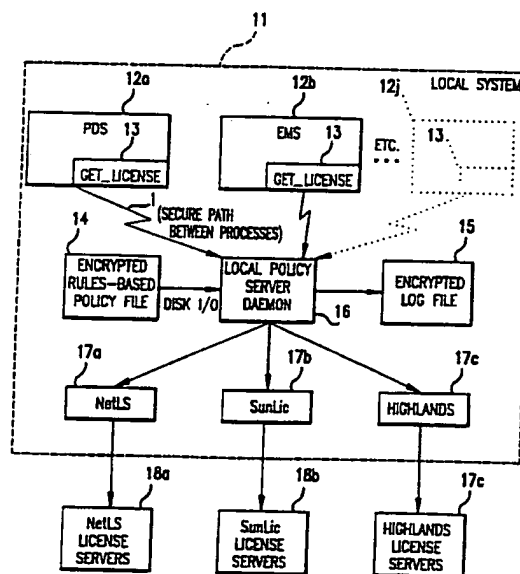 11
12a
12b
12j
LOCAL SYSTEM
PDS
13
GET_LICENSE
EMS
13
GET_LICENSE
ETC.
13
1
(SECURE PATH
BETWEEN PROCESSES)
14
15
ENCRYPTED
RULES-BASED
POLICY FILE
DISK I/O
LOCAL POLICY
SERVER
DAEMON
16
ENCRYPTED
LOG FILE
17a
17b
17c
NetLS
SunLic
HIGHLANDS
18a
18b
17c
NetLS
LICENSE
SERVERS
SunLic
LICENSE
SERVERS
HIGHLANDS
LICENSE
SERVERS